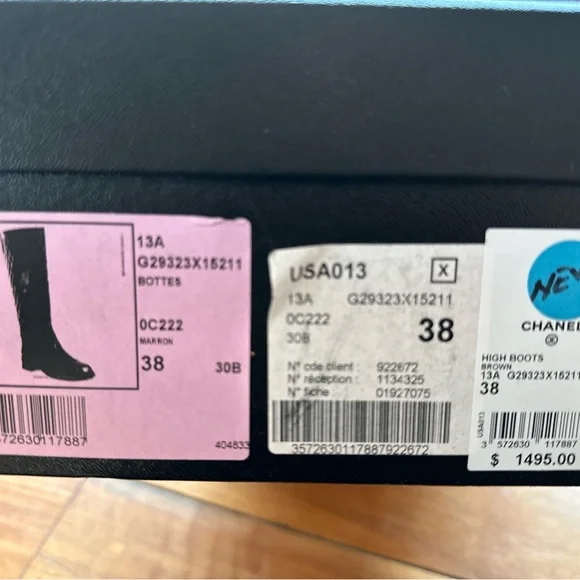 13A
G29323X15211
BOTTES
0C222
MARRON
38
30B
572630117887
404833
USA013
X
13A G29323X15211
0C222
38
30B
N° cde client : 922672
N° réception : 1134325
N° fiche : 01927075
3572630117887922672
NEW
CHANEL
®
HIGH BOOTS
BROWN
13A G29323X15211
38
USA013
3 572630 117887
$ 1495.00